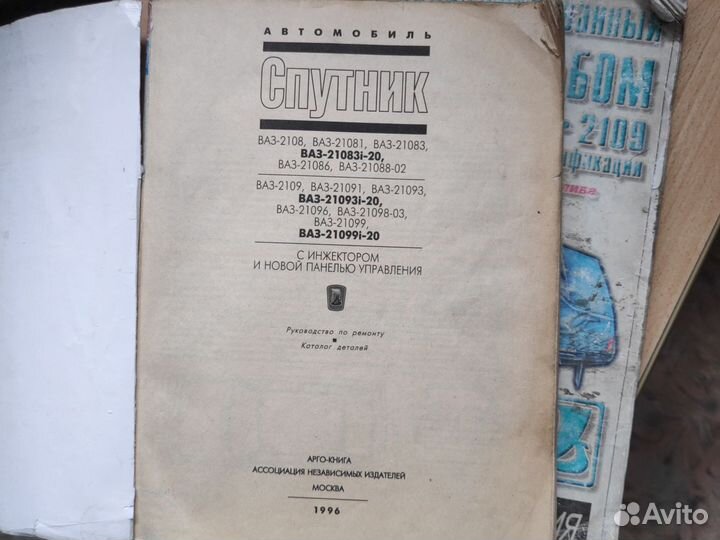 АВТОМОБИЛЬ
СПУТНИК
ВАЗ-2108, ВАЗ-21081, ВАЗ-21083,
ВАЗ-21083i-20,
ВАЗ-21086, ВАЗ-21088-02
ВАЗ-2109, ВАЗ-21091, ВАЗ-21093,
ВАЗ-21093i-20,
ВАЗ-21096, ВАЗ-21098-03,
ВАЗ-21099,
ВАЗ-21099i-20
С ИНЖЕКТОРОМ
И НОВОЙ ПАНЕЛЬЮ УПРАВЛЕНИЯ
Руководство по ремонту
Каталог деталей
АРГО-КНИГА
АССОЦИАЦИЯ НЕЗАВИСИМЫХ ИЗДАТЕЛЕЙ
МОСКВА
1996
БОМ
2109
Avito